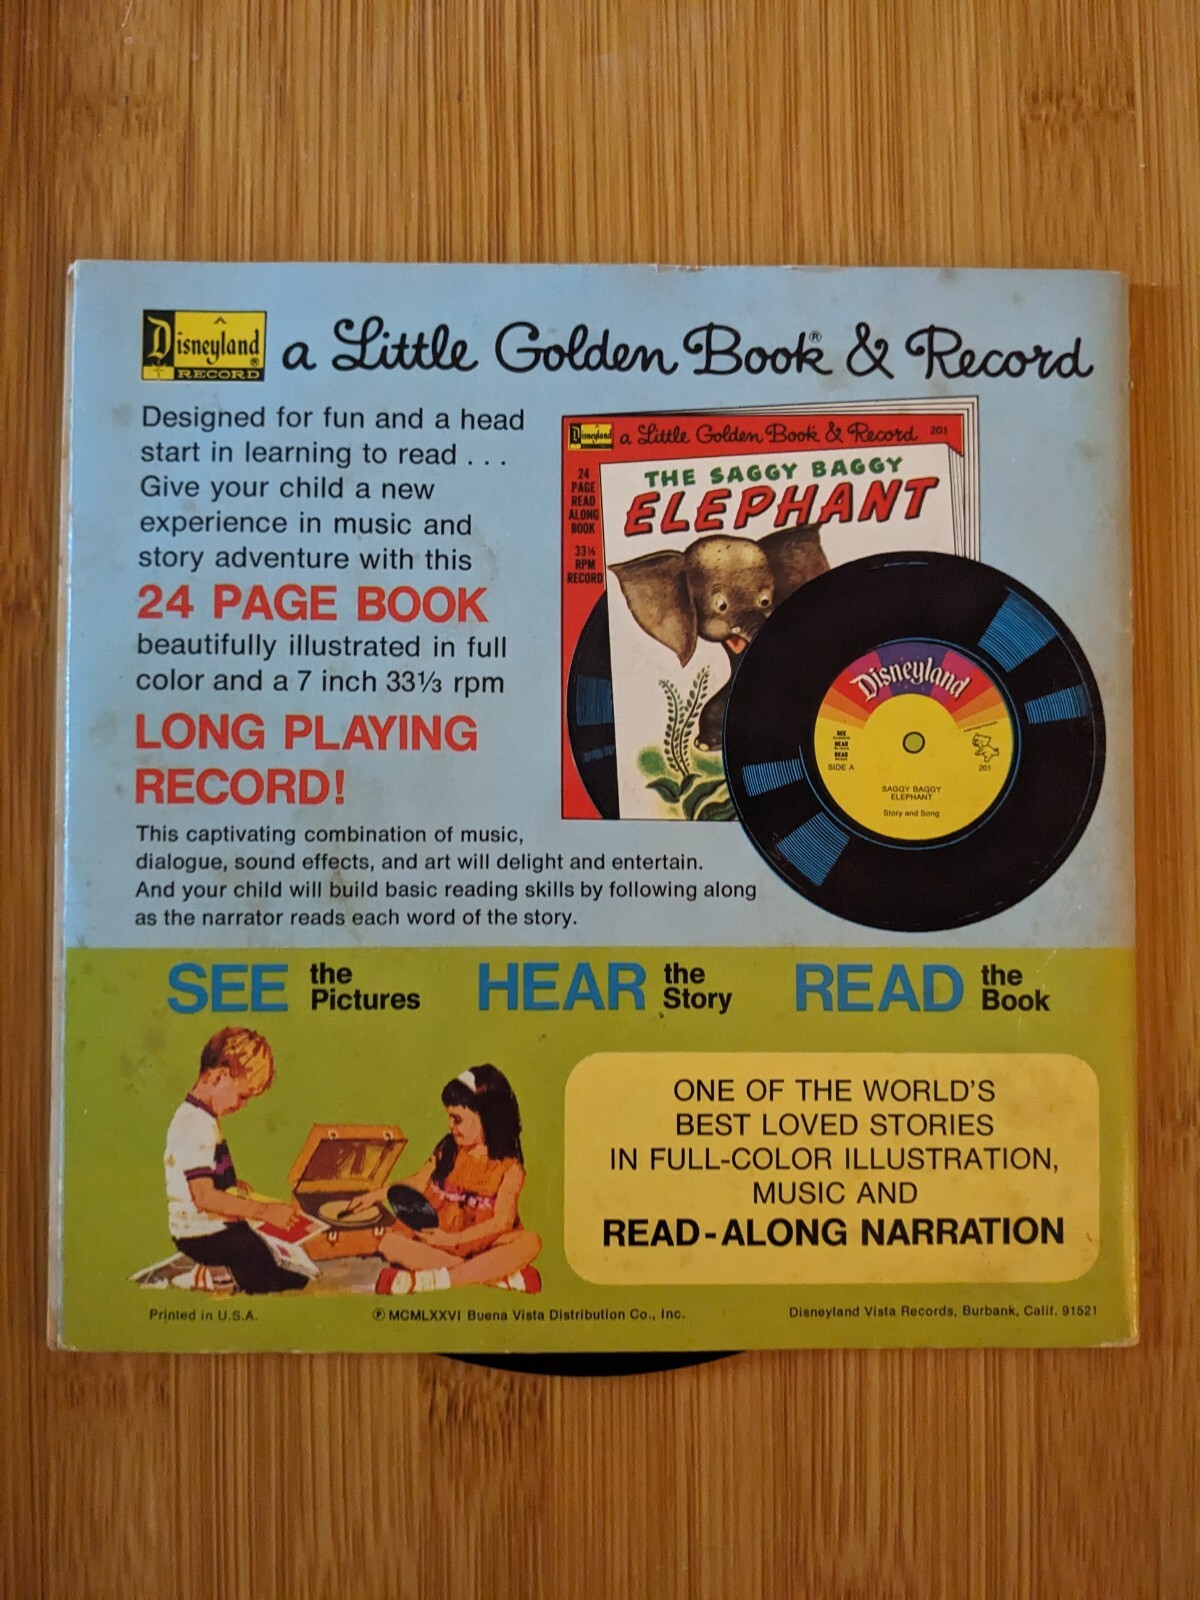 Disneyland®
RECORD
a Little Golden Book® & Record
Designed for fun and a head
start in learning to read . . .
Give your child a new
experience in music and
story adventure with this
24 PAGE BOOK
beautifully illustrated in full
color and a 7 inch 33⅓ rpm
LONG PLAYING
RECORD!
This captivating combination of music,
dialogue, sound effects, and art will delight and entertain.
And your child will build basic reading skills by following along
as the narrator reads each word of the story.
Disneyland
a Little Golden Book & Record 201
24
PAGE
READ
ALONG
BOOK
33⅓
RPM
RECORD
THE SAGGY BAGGY
ELEPHANT
Disneyland
SEE
HEAR
READ
SIDE A
201
SAGGY BAGGY
ELEPHANT
Story and Song
SEE the Pictures
HEAR the Story
READ the Book
ONE OF THE WORLD'S
BEST LOVED STORIES
IN FULL-COLOR ILLUSTRATION,
MUSIC AND
READ-ALONG NARRATION
Printed in U.S.A.
℗ MCMLXXVI Buena Vista Distribution Co., Inc.
Disneyland Vista Records, Burbank, Calif. 91521